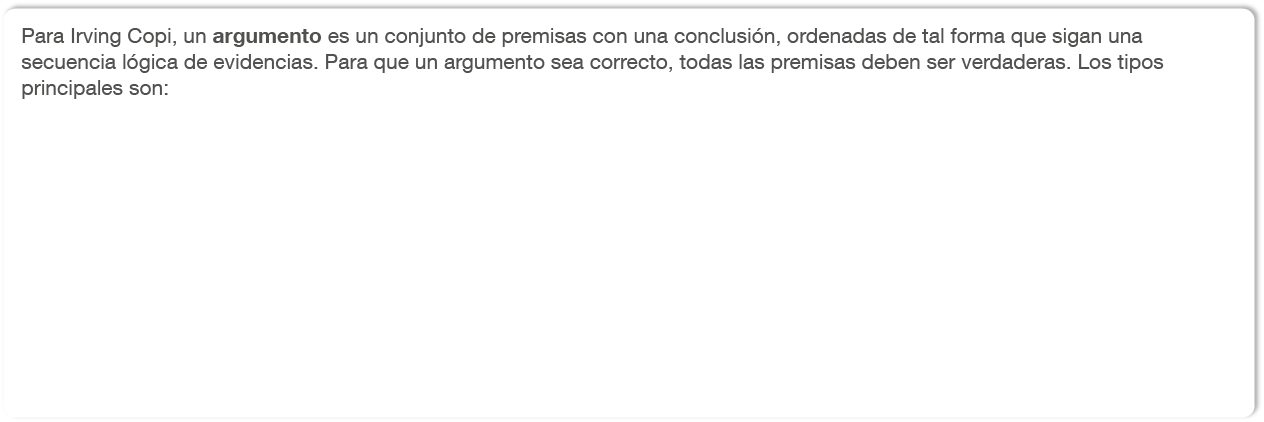 Para Irving Copi, un argumento es un conjunto de premisas con una conclusión, ordenadas de tal forma que sigan una
secuencia lógica de evidencias. Para que un argumento sea correcto, todas las premisas deben ser verdaderas. Los tipos
principales son: